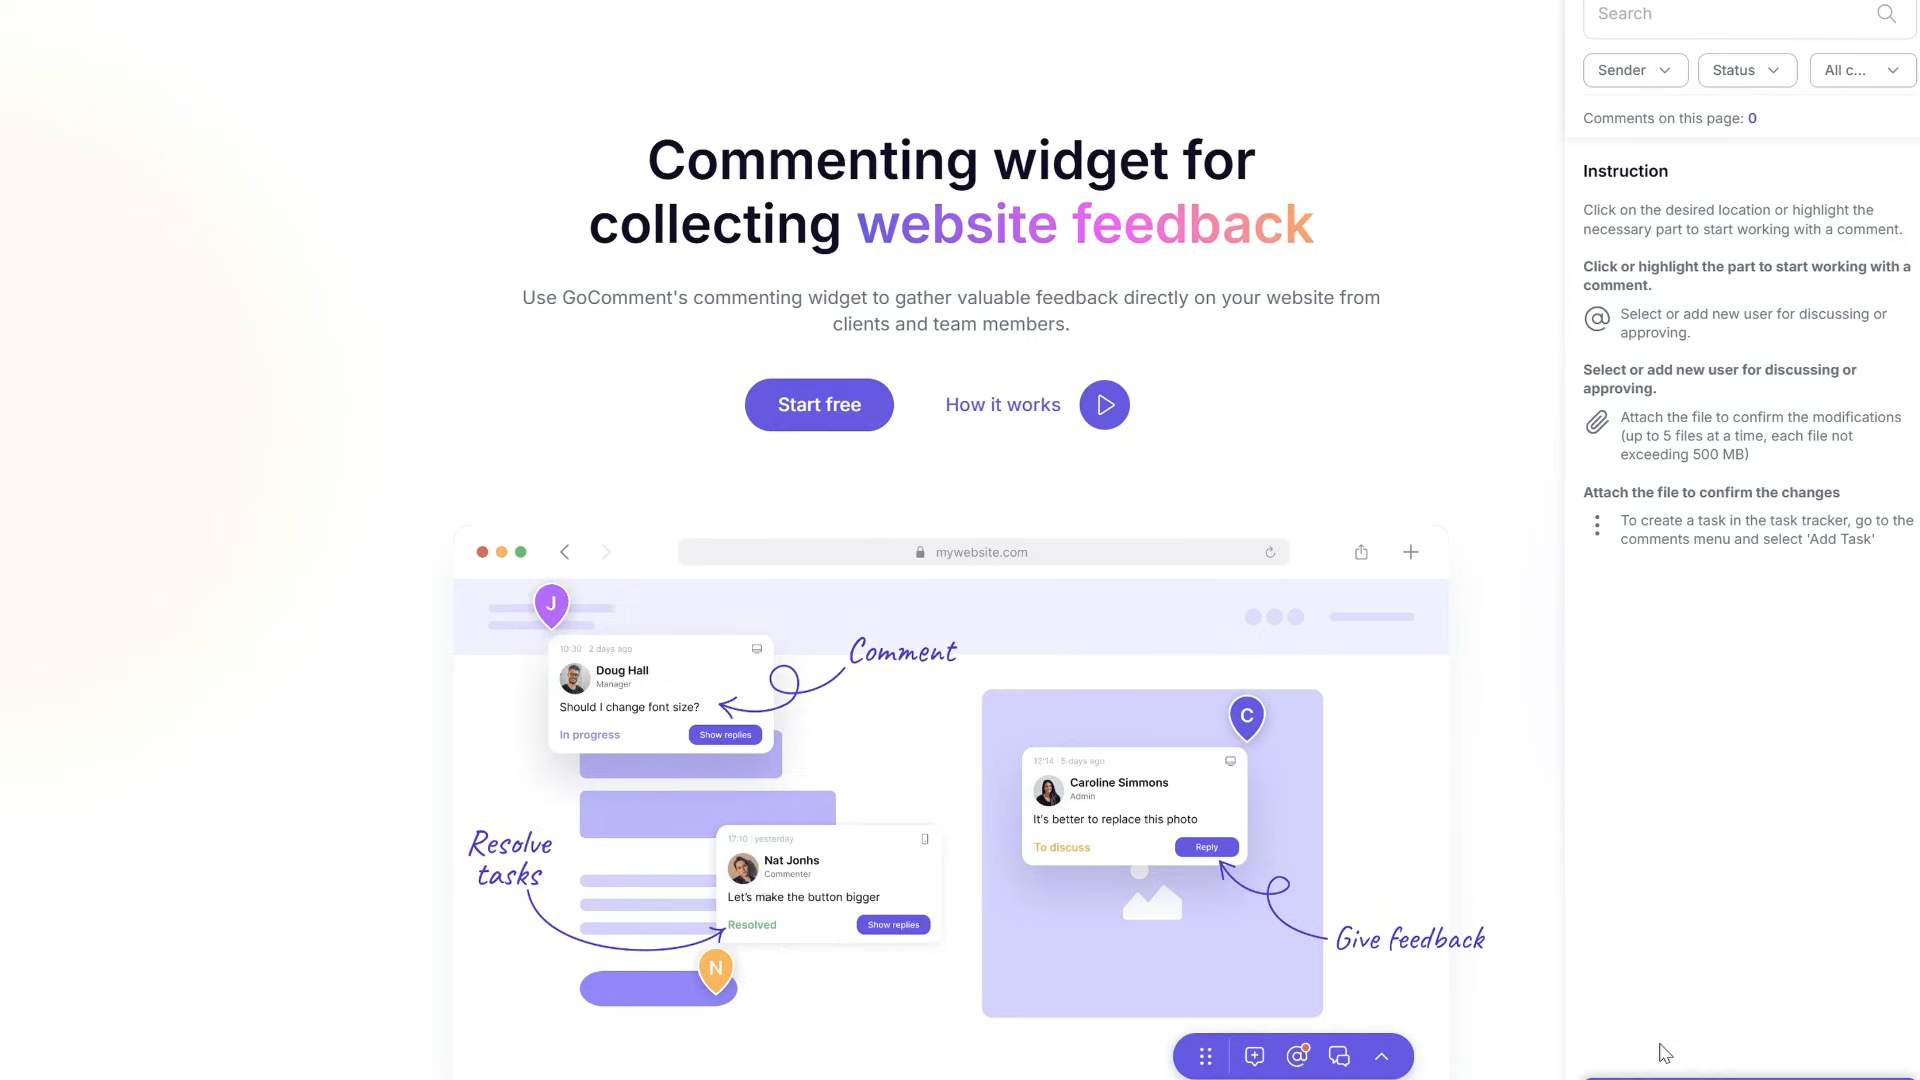 Commenting widget for
collecting website feedback
Use GoComment's commenting widget to gather valuable feedback directly on your website from
clients and team members.
Start free
How it works
mywebsite.com
J
10:30 · 2 days ago
Doug Hall
Manager
Should I change font size?
In progress
Show replies
Comment
C
12:14 · 5 days ago
Caroline Simmons
Admin
It's better to replace this photo
To discuss
Reply
Resolve
tasks
17:10 · yesterday
Nat Jonhs
Commenter
Let's make the button bigger
Resolved
Show replies
N
Give feedback
Search
Sender
Status
All c...
Comments on this page: 0
Instruction
Click on the desired location or highlight the
necessary part to start working with a comment.
Click or highlight the part to start working with a
comment.
Select or add new user for discussing or
approving.
Select or add new user for discussing or
approving.
Attach the file to confirm the modifications
(up to 5 files at a time, each file not
exceeding 500 MB)
Attach the file to confirm the changes
To create a task in the task tracker, go to the
comments menu and select 'Add Task'